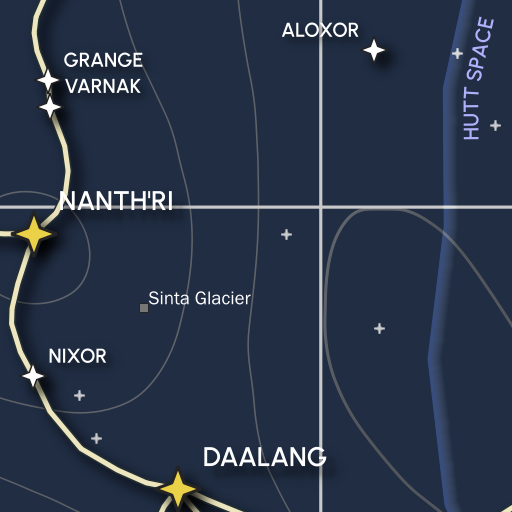 ALOXOR
HUTT SPACE
GRANGE
VARNAK
NANTH'RI
Sinta Glacier
NIXOR
DAALANG